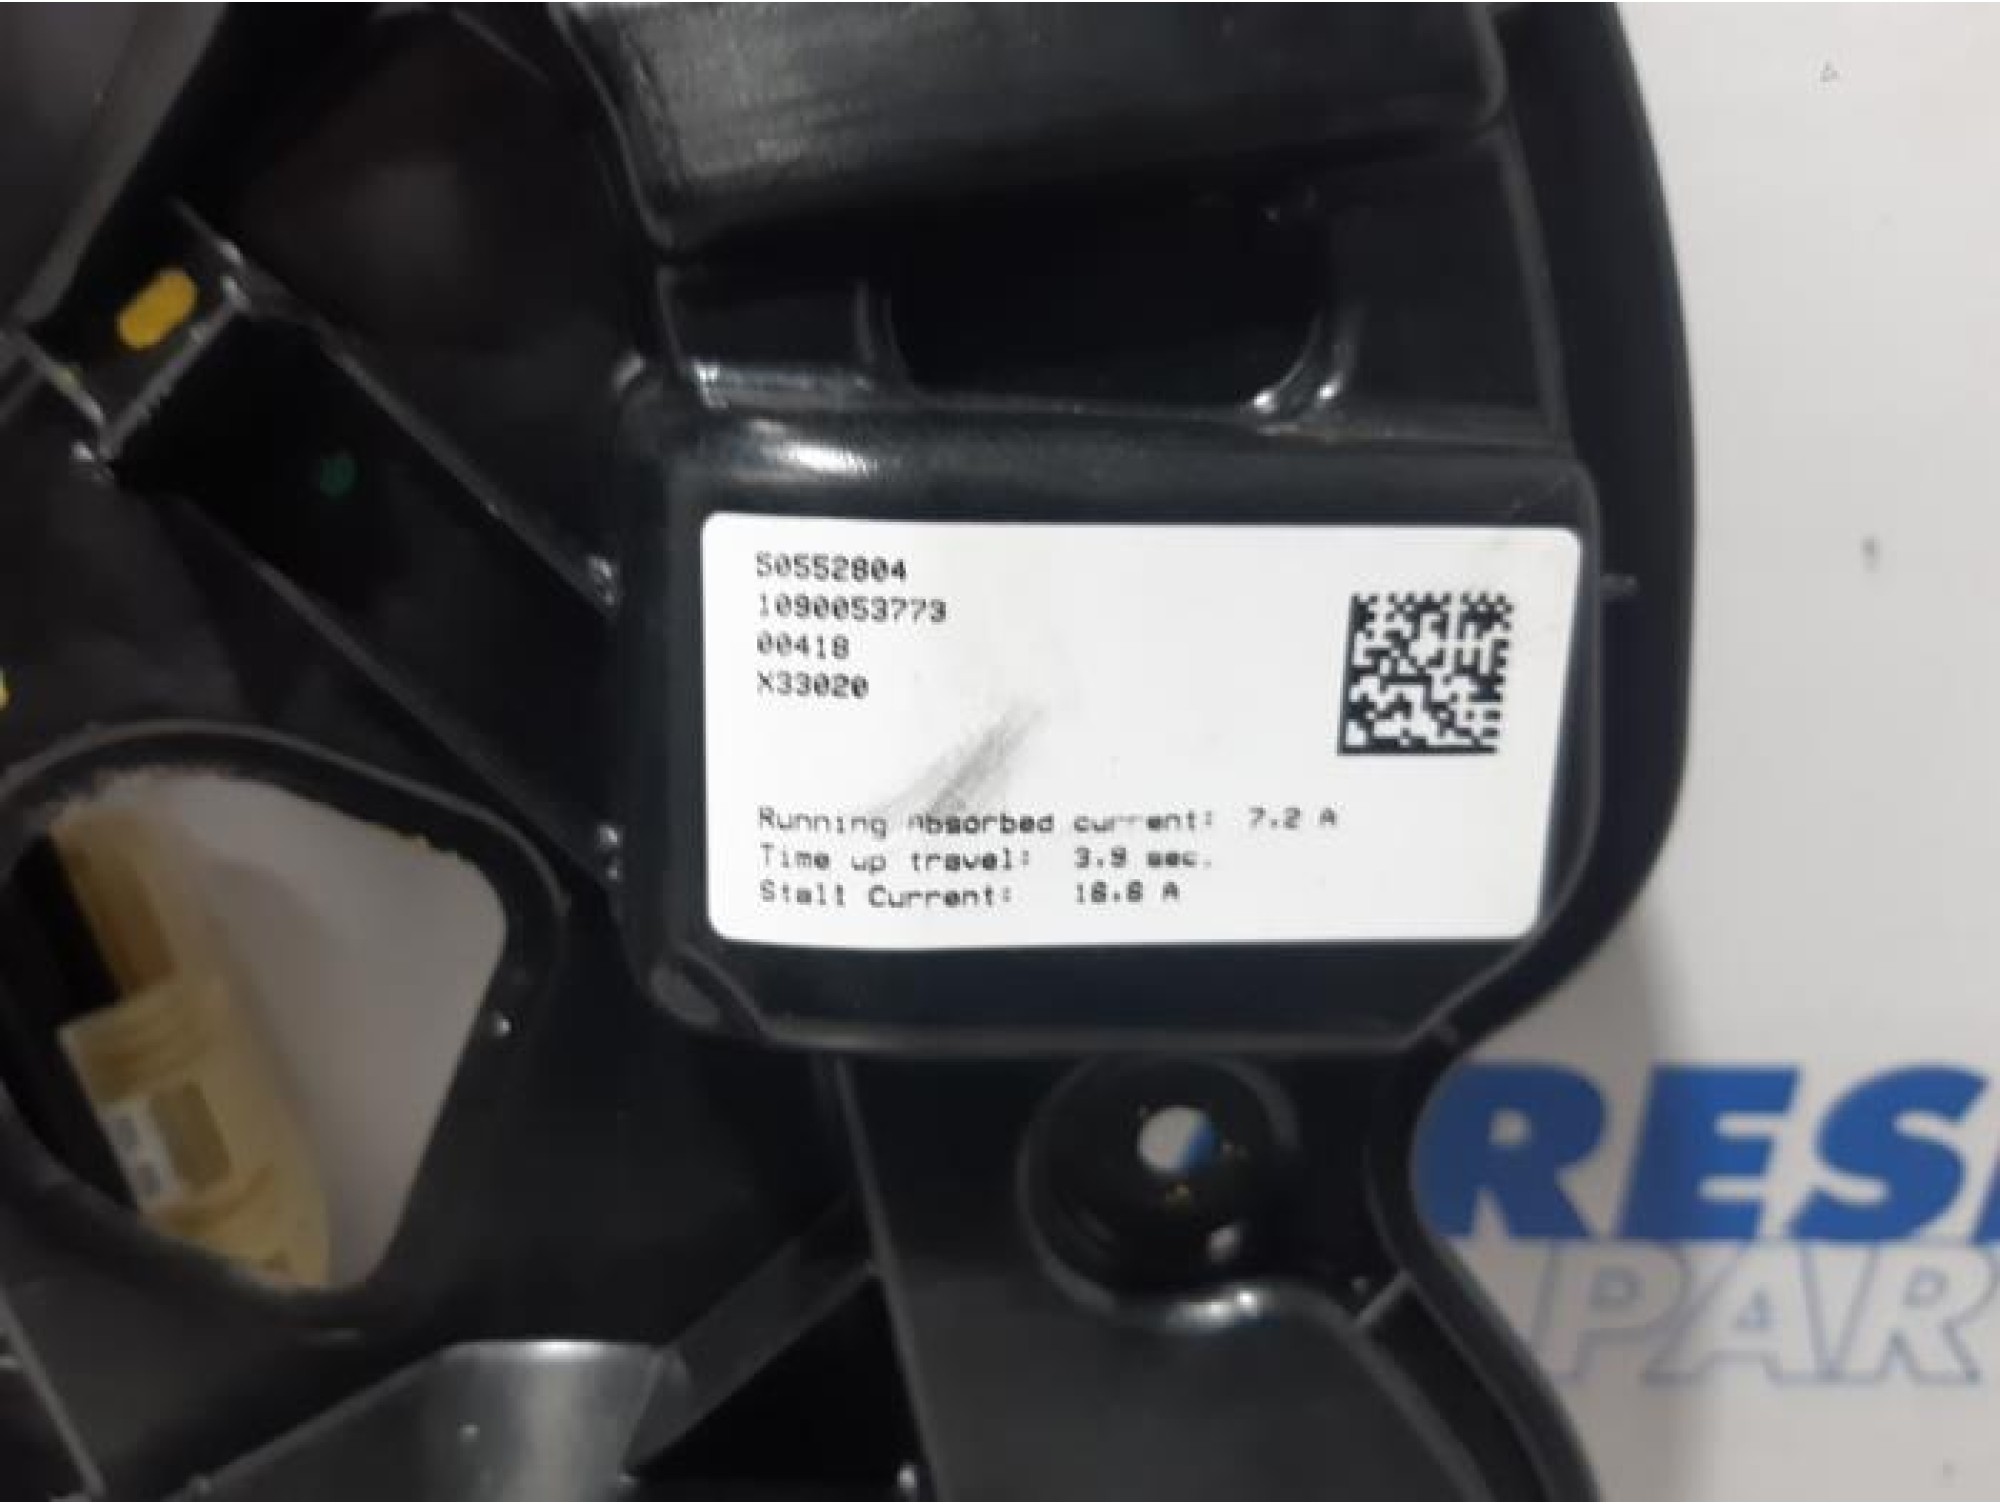 50552804
1090053773
00418
X33020
Running Absorbed current: 7.2 A
Time up travel: 3.9 sec.
Stall Current: 16.6 A
RES
PAR